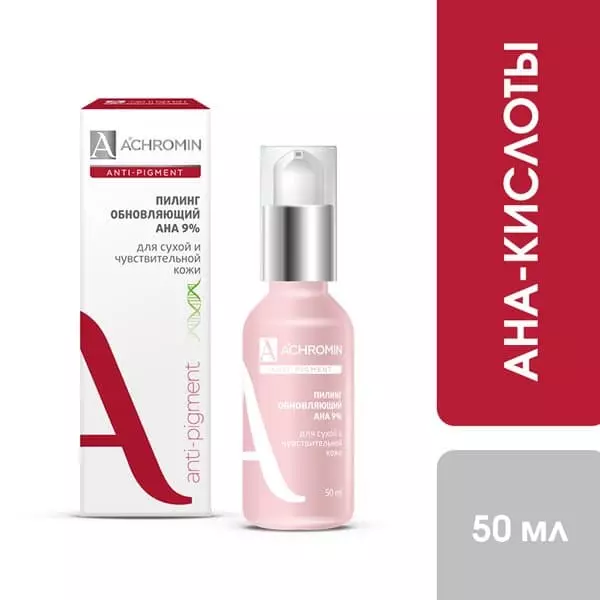 A
ACHROMIN
ANTI-PIGMENT
ПИЛИНГ
ОБНОВЛЯЮЩИЙ
АНА 9%
для сухой и
чувствительной
кожи
anti-pigment
A
ACHROMIN
ANTI-PIGMENT
ПИЛИНГ
ОБНОВЛЯЮЩИЙ
АНА 9%
для сухой и
чувствительной
кожи
50 ml
АНА-КИСЛОТЫ
50 МЛ